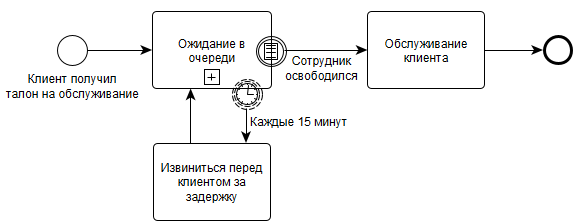 Ожидание в
очереди
Клиент получил
талон на обслуживание
Сотрудник
освободился
Обслуживание
клиента
Каждые 15 минут
Извиниться перед
клиентом за
задержку